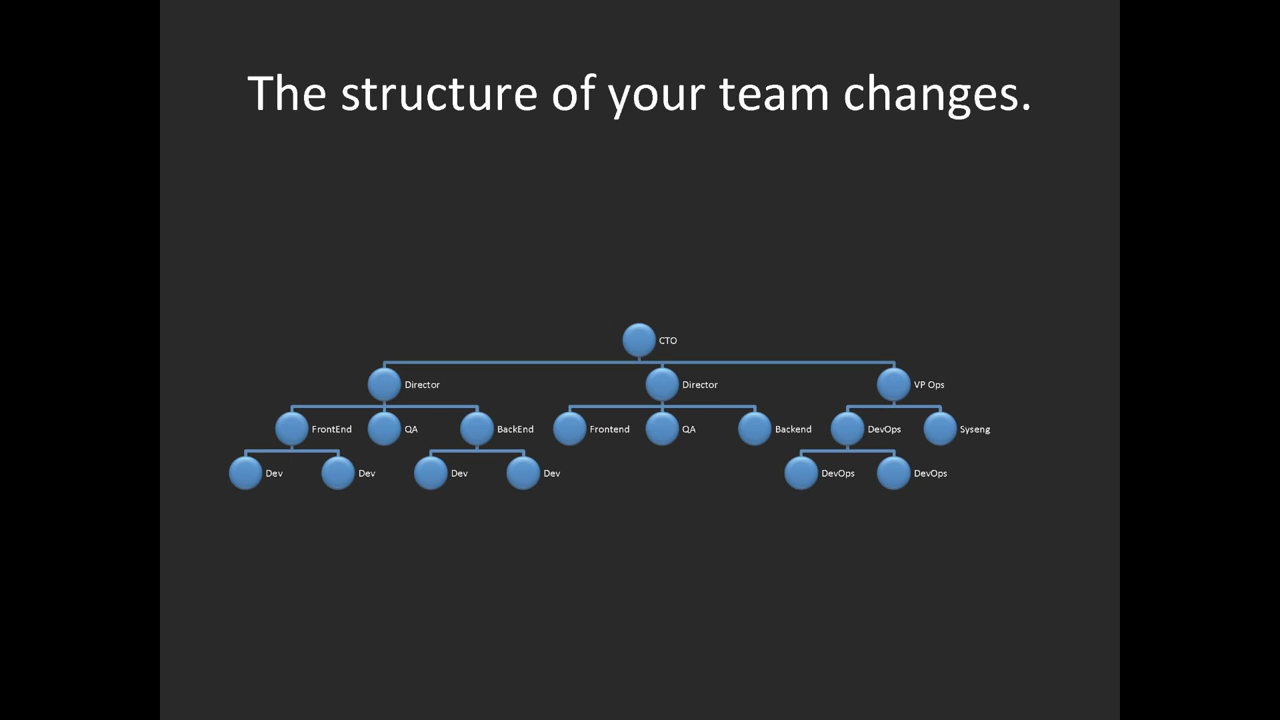 The structure of your team changes.
CTO
Director Director VP Ops
FrontEnd QA BackEnd Frontend QA Backend DevOps Syseng
Dev Dev Dev Dev DevOps DevOps